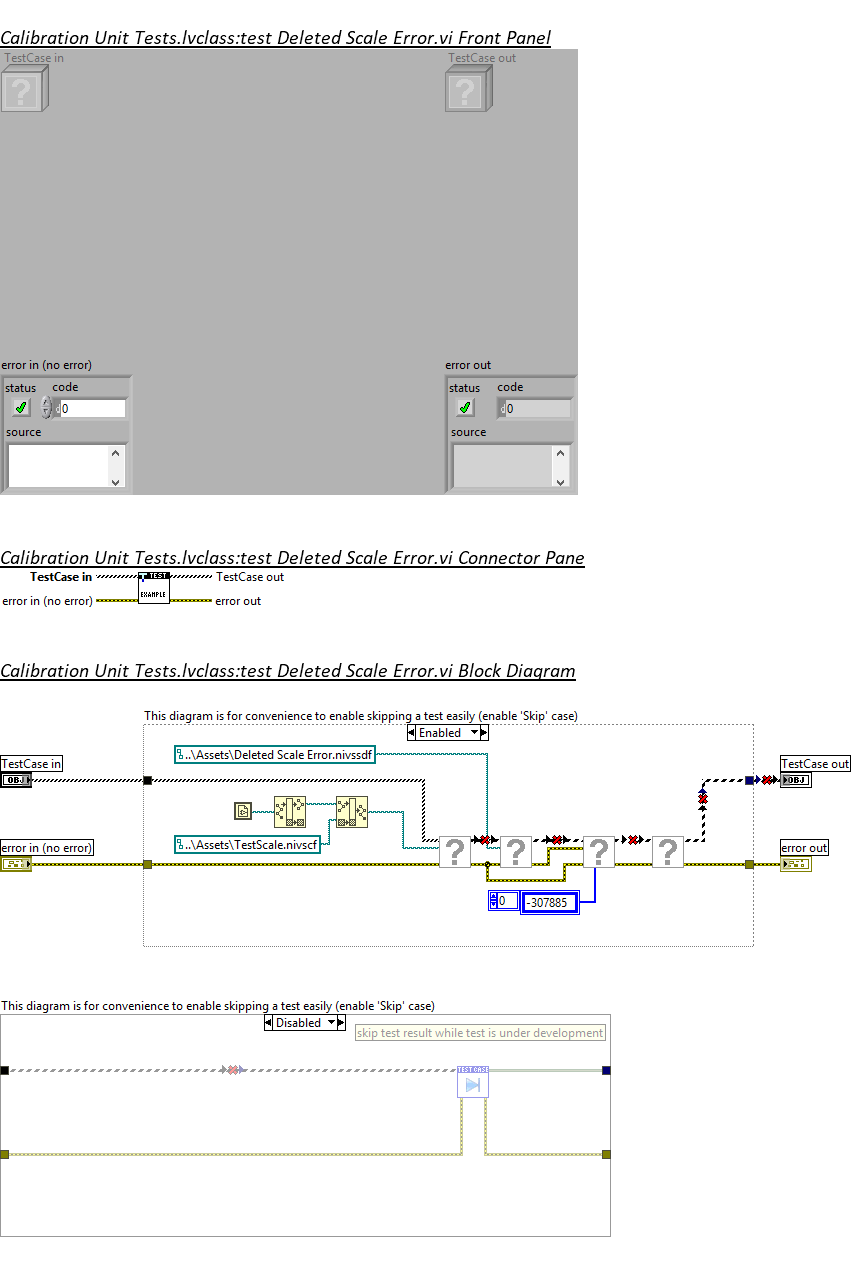 Calibration Unit Tests.lvclass:test Deleted Scale Error.vi Front Panel
TestCase in
TestCase out
?
?
error in (no error)
error out
status
code
status
code
d
0
d
0
source
source
Calibration Unit Tests.lvclass:test Deleted Scale Error.vi Connector Pane
TestCase in
TEST
TestCase out
error in (no error)
EXAMPLE
error out
Calibration Unit Tests.lvclass:test Deleted Scale Error.vi Block Diagram
This diagram is for convenience to enable skipping a test easily (enable 'Skip' case)
Enabled
..\Assets\Deleted Scale Error.nivssdf
TestCase in
TestCase out
OBJ
OBJ
..\Assets\TestScale.nivscf
error in (no error)
error out
?
?
?
?
0
-307885
This diagram is for convenience to enable skipping a test easily (enable 'Skip' case)
Disabled
skip test result while test is under development
TEST CASE